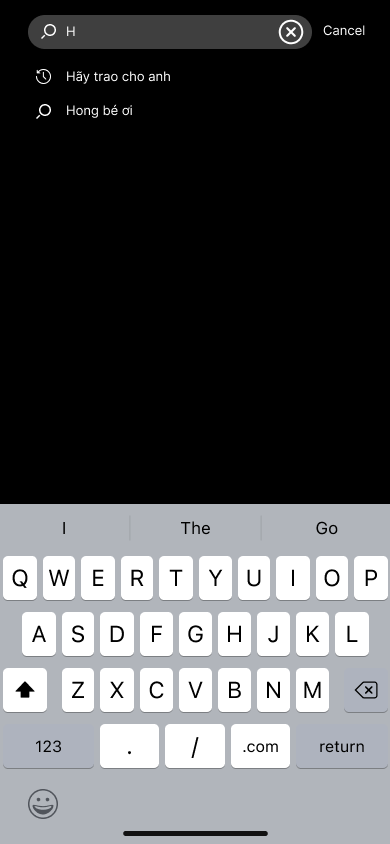 H
Cancel
Hãy trao cho anh
Hong bé ơi
I The Go
Q W E R T Y U I O P
A S D F G H J K L
Z X C V B N M
123 . / .com return